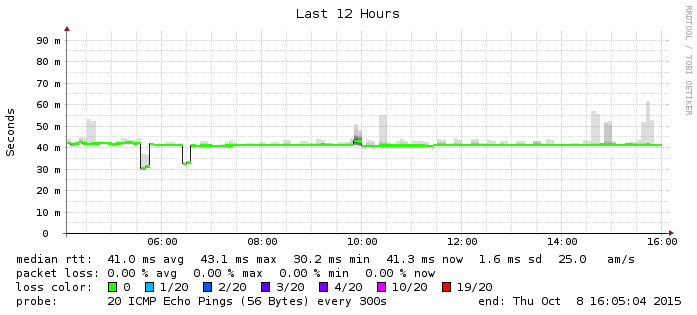 Last 12 Hours
RRDTOOL / TOBI OETIKER
Seconds
90 m
80 m
70 m
60 m
50 m
40 m
30 m
20 m
10 m
0
06:00 08:00 10:00 12:00 14:00 16:00
median rtt: 41.0 ms avg 43.1 ms max 30.2 ms min 41.3 ms now 1.6 ms sd 25.0 am/s
packet loss: 0.00 % avg 0.00 % max 0.00 % min 0.00 % now
loss color: 0 1/20 2/20 3/20 4/20 10/20 19/20
probe: 20 ICMP Echo Pings (56 Bytes) every 300s end: Thu Oct 8 16:05:04 2015